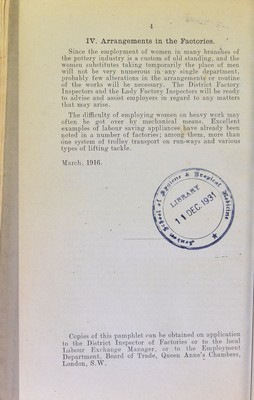 4
IV. Arrangements in the Factories.
Since the employment of women in many branches of
the pottery industry is a custom of old standing, and the
women substitutes taking temporarily the place of men
will not be very numerous in any single department,
probably few alterations in the arrangements or routine
of the works will be necessary. The District Factory
Inspectors and the Lady Factory Inspectors will be ready
to advise and assist employers in regard to any matters
that may arise.
The difficulty of employing women on heavy work may
often be got over by mechanical means. Excellent
examples of labour saving appliances have already been
noted in a number of factories; among them, more than
one system of trolley transport on run-ways and various
types of lifting tackle.
March, 1916.
London School of Hygiene & Tropical Medicine
LIBRARY
11 DEC. 1931
Copies of this pamphlet can be obtained on application
to the District Inspector of Factories or to the local
Labour Exchange Manager, or to the Employment
Department, Board of Trade, Queen Anne's Chambers,
London, S.W.